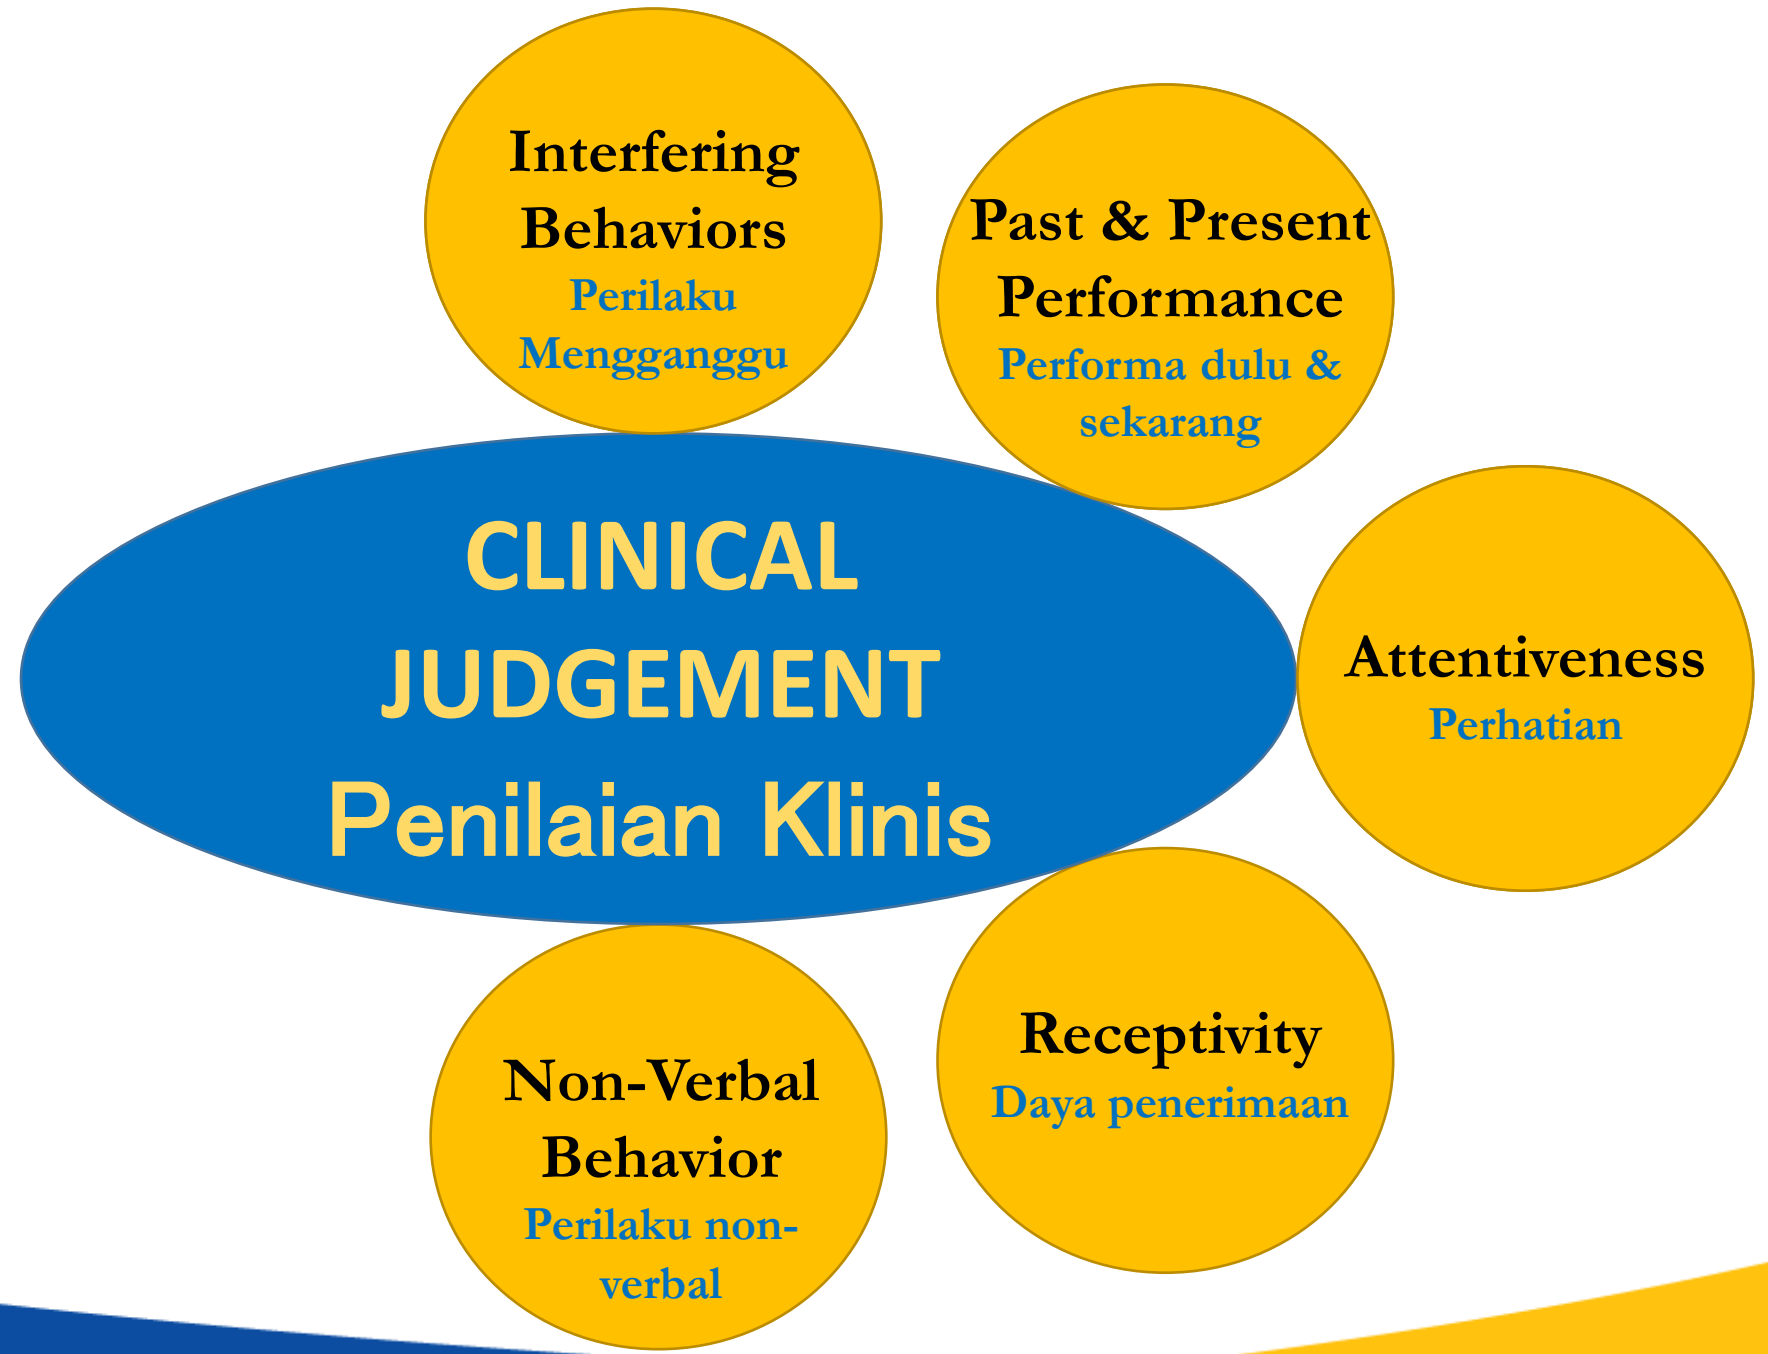 Interfering
Behaviors
Perilaku
Mengganggu
Past & Present
Performance
Performa dulu &
sekarang
CLINICAL
JUDGEMENT
Penilaian Klinis
Attentiveness
Perhatian
Receptivity
Daya penerimaan
Non-Verbal
Behavior
Perilaku non-
verbal